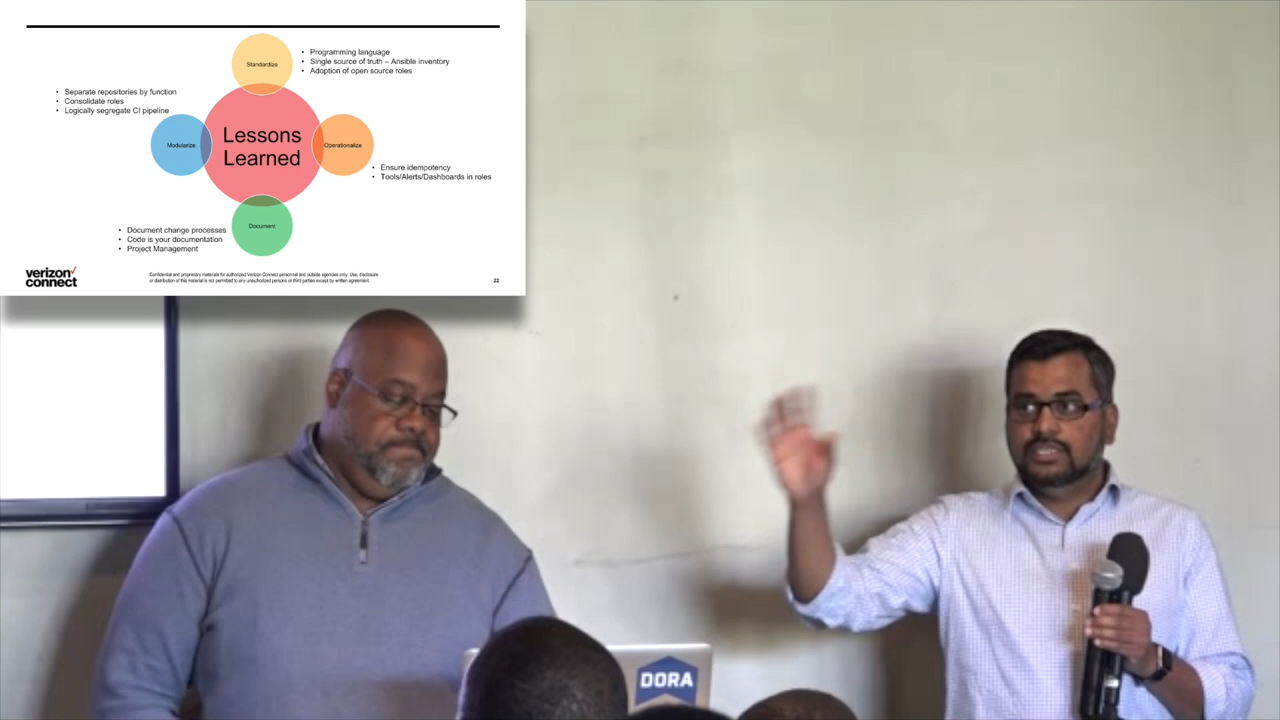 Standardize
• Programming language
• Single source of truth – Ansible inventory
• Adoption of open source roles
• Separate repositories by function
• Consolidate roles
• Logically segregate CI pipeline
Modularize
Lessons
Learned
Operationalize
• Ensure idempotency
• Tools/Alerts/Dashboards in roles
• Document change processes
• Code is your documentation
• Project Management
Document
verizon✓
connect
Confidential and proprietary materials for authorized Verizon Connect personnel and outside agencies only. Use, disclosure
or distribution of this material is not permitted to any unauthorized persons or third parties except by written agreement.
22
DORA